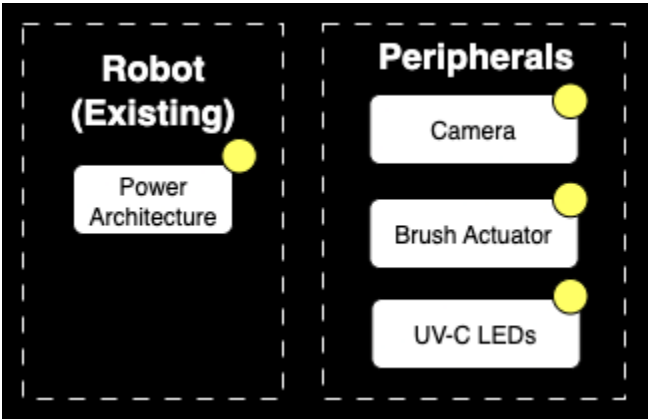 Robot
(Existing)
Power
Architecture
Peripherals
Camera
Brush Actuator
UV-C LEDs